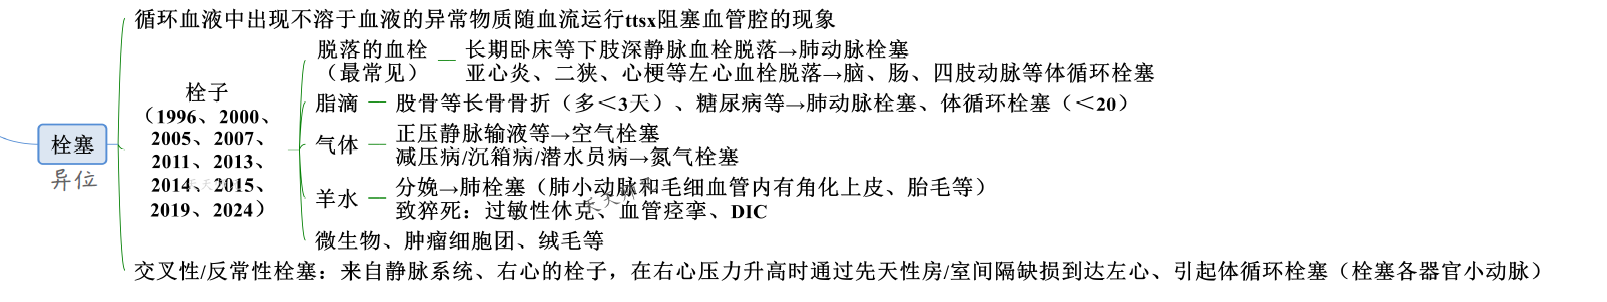 循环血液中出现不溶于血液的异常物质随血流运行ttsx阻塞血管腔的现象
脱落的血栓
（最常见）
长期卧床等下肢深静脉血栓脱落→肺动脉栓塞
亚心炎、二狭、心梗等左心血栓脱落→脑、肠、四肢动脉等体循环栓塞
栓子
（1996、2000、
2005、2007、
2011、2013、
2014、2015、
2019、2024）
脂滴
股骨等长骨骨折（多＜3天）、糖尿病等→肺动脉栓塞、体循环栓塞（＜20）
栓塞
异位
气体
正压静脉输液等→空气栓塞
减压病/沉箱病/潜水员病→氮气栓塞
羊水
分娩→肺栓塞（肺小动脉和毛细血管内有角化上皮、胎毛等）
致猝死：过敏性休克、血管痉挛、DIC
微生物、肿瘤细胞团、绒毛等
交叉性/反常性栓塞：来自静脉系统、右心的栓子，在右心压力升高时通过先天性房/室间隔缺损到达左心、引起体循环栓塞（栓塞各器官小动脉）